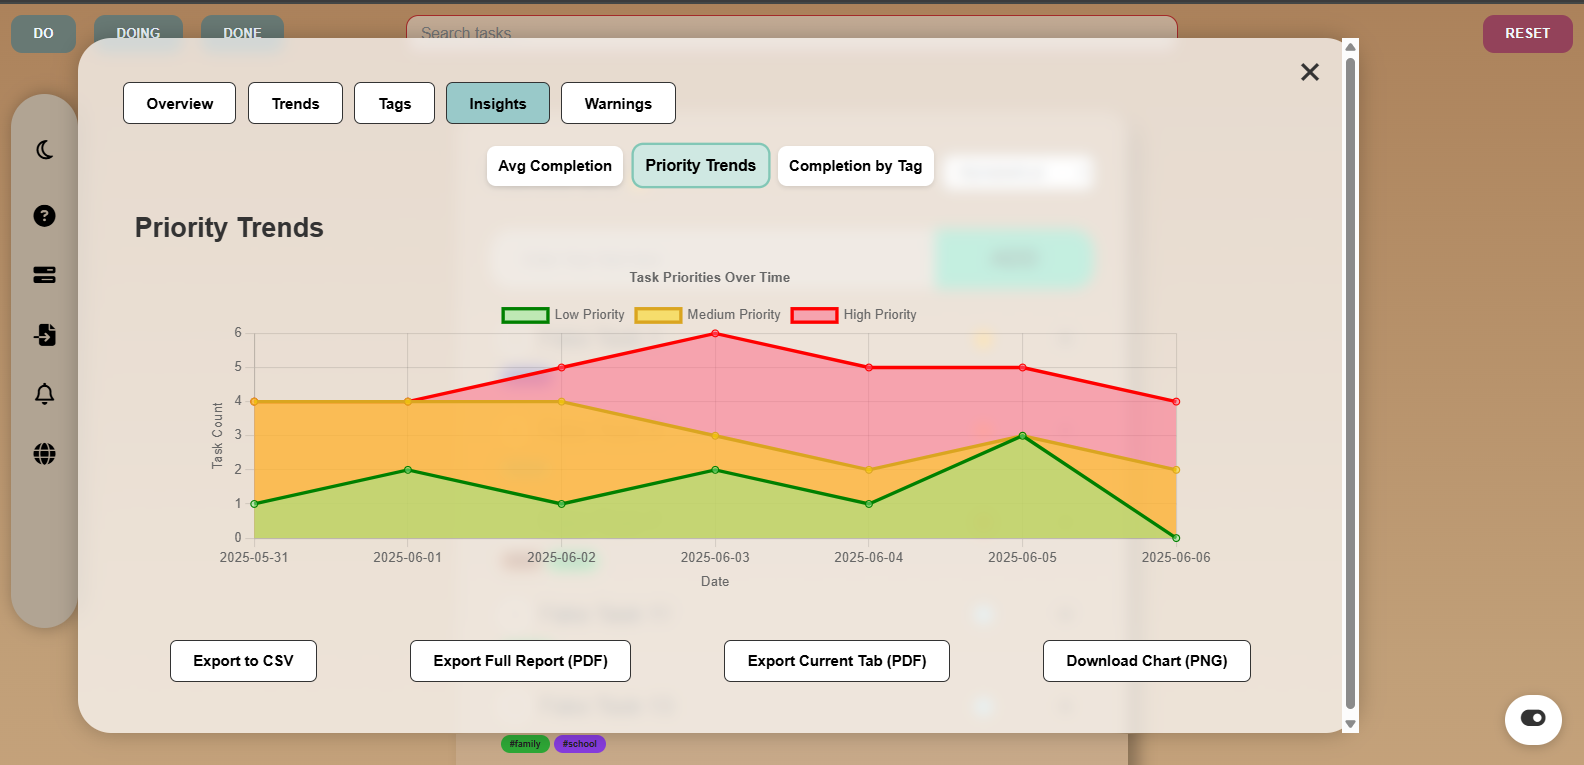 DO
DOING
DONE
Search tasks
RESET
Overview
Trends
Tags
Insights
Warnings
Avg Completion
Priority Trends
Completion by Tag
Priority Trends
Task Priorities Over Time
Low Priority
Medium Priority
High Priority
Task Count
6
5
4
3
2
1
0
2025-05-31
2025-06-01
2025-06-02
2025-06-03
2025-06-04
2025-06-05
2025-06-06
Date
Export to CSV
Export Full Report (PDF)
Export Current Tab (PDF)
Download Chart (PNG)
#family
#school